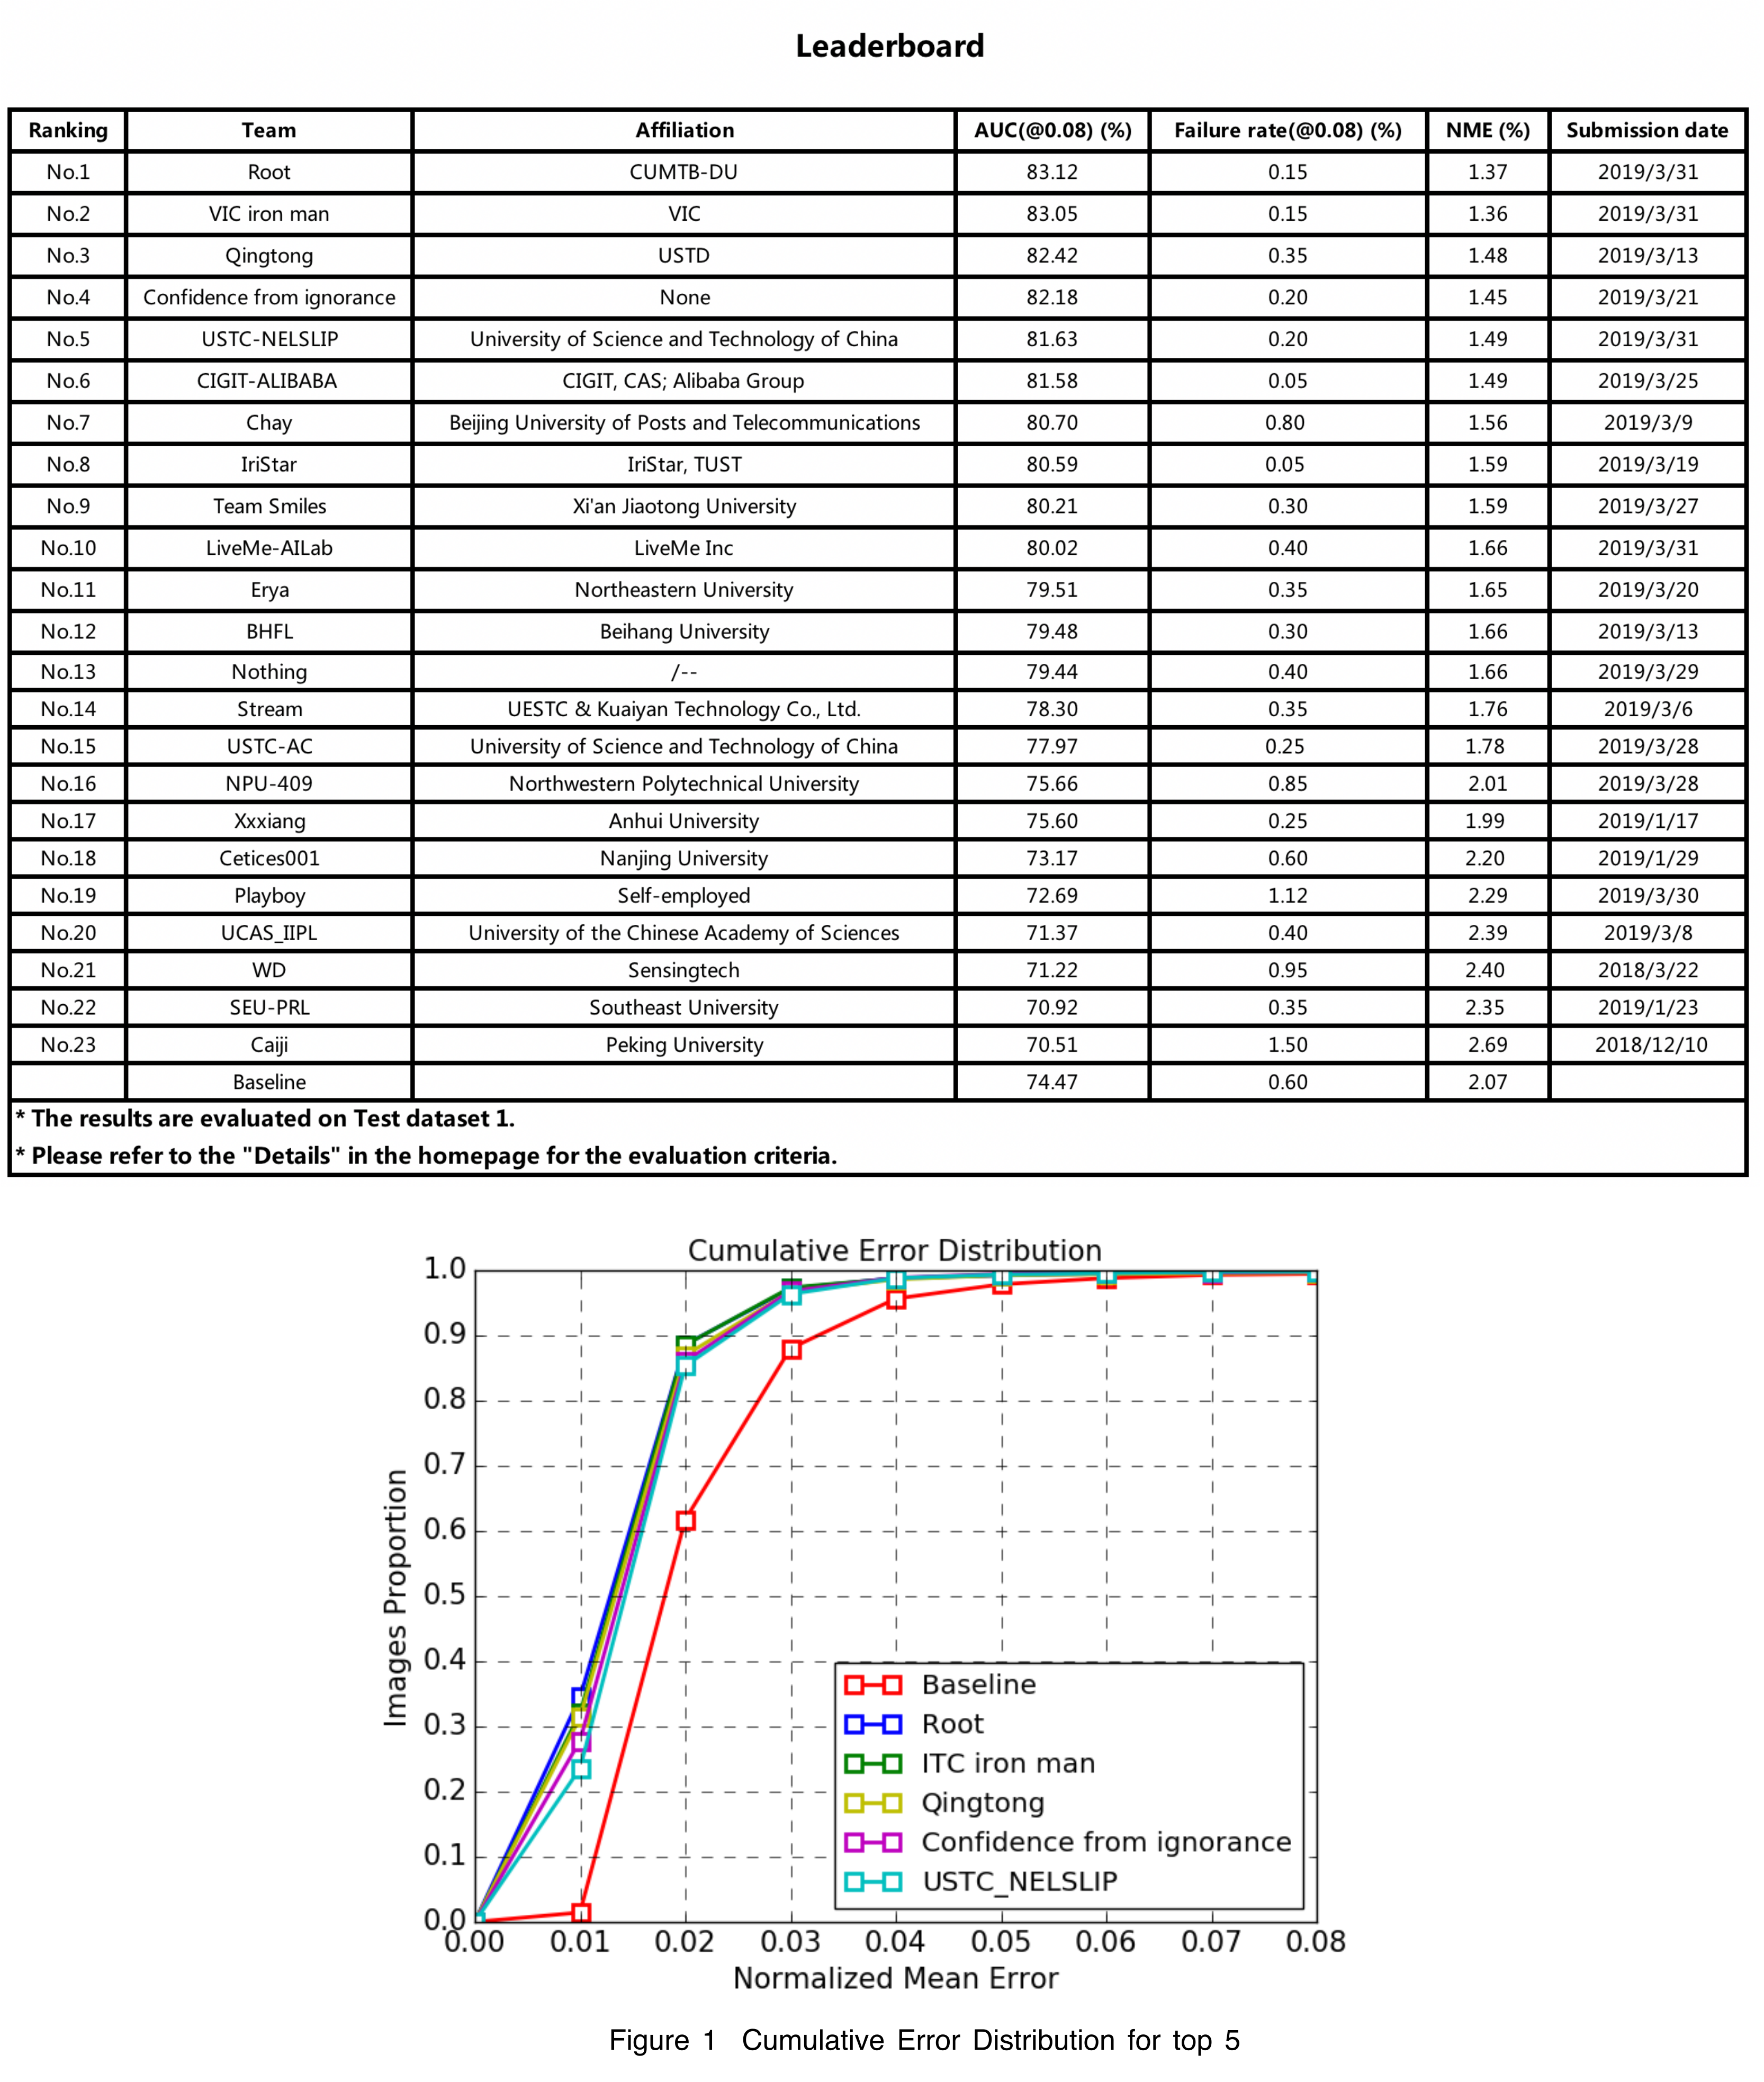 Leaderboard
Ranking Team Affiliation AUC(@0.08) (%) Failure rate(@0.08) (%) NME (%) Submission date
No.1 Root CUMTB-DU 83.12 0.15 1.37 2019/3/31
No.2 VIC iron man VIC 83.05 0.15 1.36 2019/3/31
No.3 Qingtong USTD 82.42 0.35 1.48 2019/3/13
No.4 Confidence from ignorance None 82.18 0.20 1.45 2019/3/21
No.5 USTC-NELSLIP University of Science and Technology of China 81.63 0.20 1.49 2019/3/31
No.6 CIGIT-ALIBABA CIGIT, CAS; Alibaba Group 81.58 0.05 1.49 2019/3/25
No.7 Chay Beijing University of Posts and Telecommunications 80.70 0.80 1.56 2019/3/9
No.8 IriStar IriStar, TUST 80.59 0.05 1.59 2019/3/19
No.9 Team Smiles Xi'an Jiaotong University 80.21 0.30 1.59 2019/3/27
No.10 LiveMe-AILab LiveMe Inc 80.02 0.40 1.66 2019/3/31
No.11 Erya Northeastern University 79.51 0.35 1.65 2019/3/20
No.12 BHFL Beihang University 79.48 0.30 1.66 2019/3/13
No.13 Nothing /-- 79.44 0.40 1.66 2019/3/29
No.14 Stream UESTC & Kuaiyan Technology Co., Ltd. 78.30 0.35 1.76 2019/3/6
No.15 USTC-AC University of Science and Technology of China 77.97 0.25 1.78 2019/3/28
No.16 NPU-409 Northwestern Polytechnical University 75.66 0.85 2.01 2019/3/28
No.17 Xxxiang Anhui University 75.60 0.25 1.99 2019/1/17
No.18 Cetices001 Nanjing University 73.17 0.60 2.20 2019/1/29
No.19 Playboy Self-employed 72.69 1.12 2.29 2019/3/30
No.20 UCAS_IIPL University of the Chinese Academy of Sciences 71.37 0.40 2.39 2019/3/8
No.21 WD Sensingtech 71.22 0.95 2.40 2018/3/22
No.22 SEU-PRL Southeast University 70.92 0.35 2.35 2019/1/23
No.23 Caiji Peking University 70.51 1.50 2.69 2018/12/10
Baseline 74.47 0.60 2.07
* The results are evaluated on Test dataset 1.
* Please refer to the "Details" in the homepage for the evaluation criteria.
Cumulative Error Distribution
1.0
0.9
0.8
0.7
0.6
0.5
0.4
0.3
0.2
0.1
0.0
Images Proportion
Baseline
Root
ITC iron man
Qingtong
Confidence from ignorance
USTC_NELSLIP
0.00 0.01 0.02 0.03 0.04 0.05 0.06 0.07 0.08
Normalized Mean Error
Figure 1 Cumulative Error Distribution for top 5